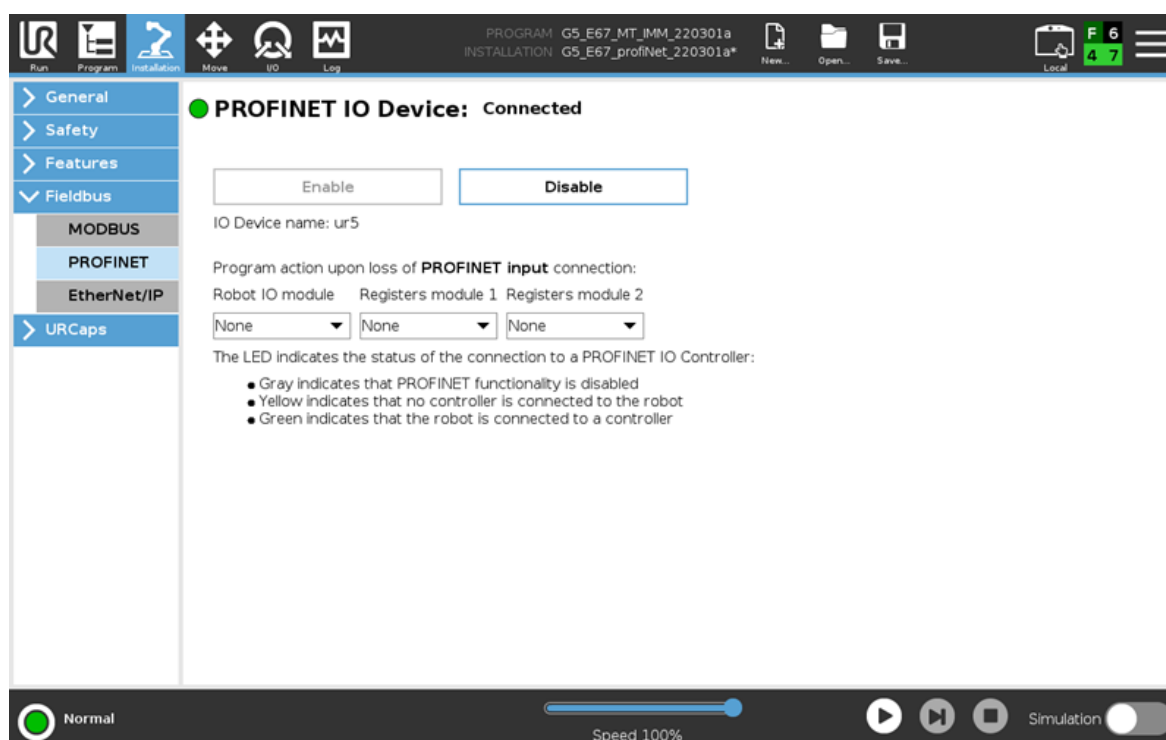 UR
Run
Program
Installation
Move
I/O
Log
PROGRAM G5_E67_MT_IMM_220301a
INSTALLATION G5_E67_profiNet_220301a*
New...
Open...
Save...
Local
F 6
4 7
General
Safety
Features
Fieldbus
MODBUS
PROFINET
EtherNet/IP
URCaps
PROFINET IO Device: Connected
Enable
Disable
IO Device name: ur5
Program action upon loss of PROFINET input connection:
Robot IO module Registers module 1 Registers module 2
None None None
The LED indicates the status of the connection to a PROFINET IO Controller:
• Gray indicates that PROFINET functionality is disabled
• Yellow indicates that no controller is connected to the robot
• Green indicates that the robot is connected to a controller
Normal
Speed 100%
Simulation